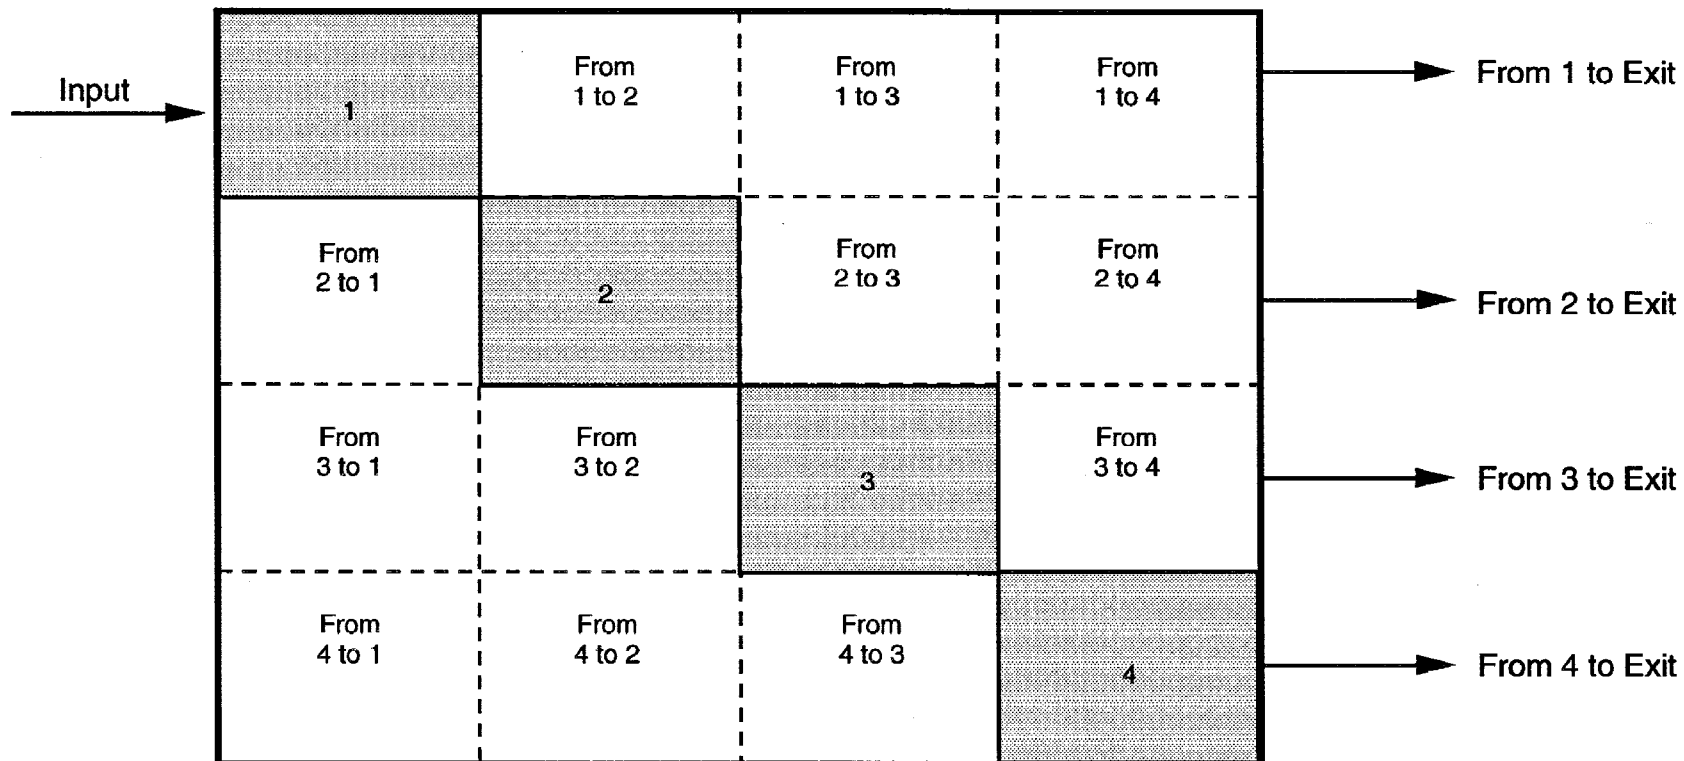 Input
1
From
1 to 2
From
1 to 3
From
1 to 4
From 1 to Exit
From
2 to 1
2
From
2 to 3
From
2 to 4
From 2 to Exit
From
3 to 1
From
3 to 2
3
From
3 to 4
From 3 to Exit
From
4 to 1
From
4 to 2
From
4 to 3
4
From 4 to Exit